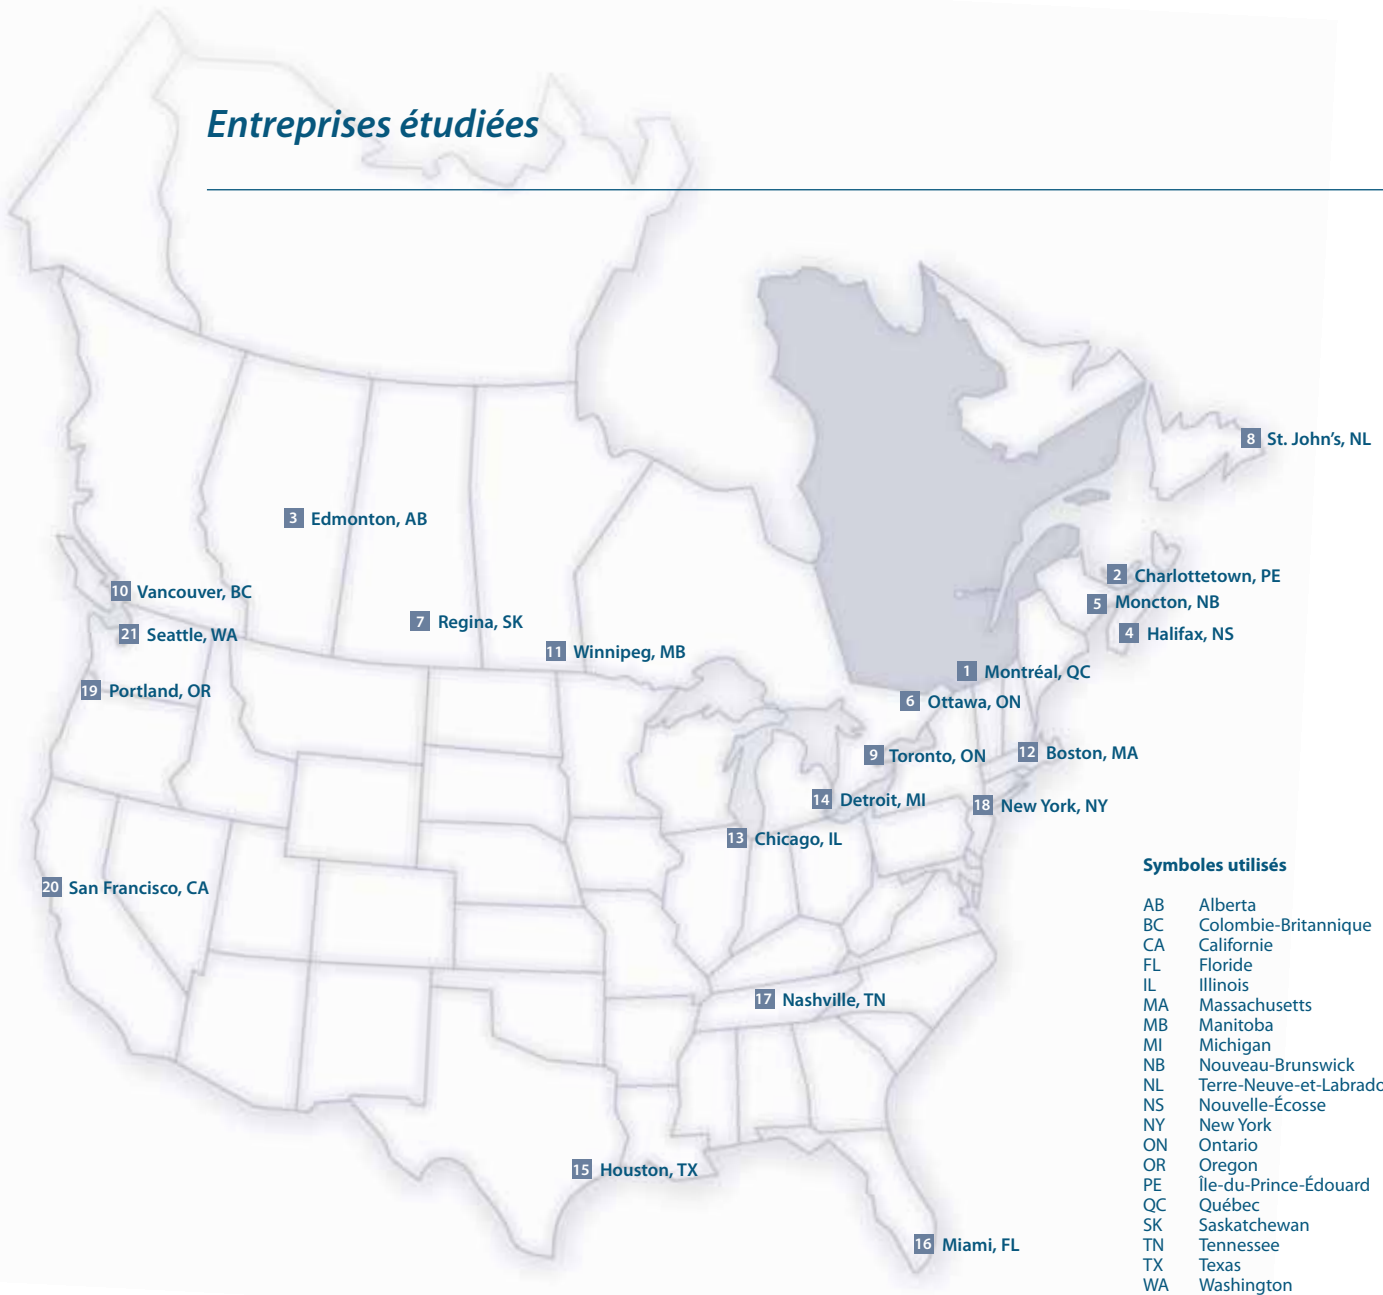 Entreprises étudiées
8 St. John's, NL
3 Edmonton, AB
2 Charlottetown, PE
10 Vancouver, BC
5 Moncton, NB
7 Regina, SK
21 Seattle, WA
4 Halifax, NS
11 Winnipeg, MB
1 Montréal, QC
19 Portland, OR
6 Ottawa, ON
12 Boston, MA
9 Toronto, ON
14 Detroit, MI
18 New York, NY
13 Chicago, IL
20 San Francisco, CA
17 Nashville, TN
15 Houston, TX
16 Miami, FL
Symboles utilisés
AB Alberta
BC Colombie-Britannique
CA Californie
FL Floride
IL Illinois
MA Massachusetts
MB Manitoba
MI Michigan
NB Nouveau-Brunswick
NL Terre-Neuve-et-Labrado
NS Nouvelle-Écosse
NY New York
ON Ontario
OR Oregon
PE Île-du-Prince-Édouard
QC Québec
SK Saskatchewan
TN Tennessee
TX Texas
WA Washington